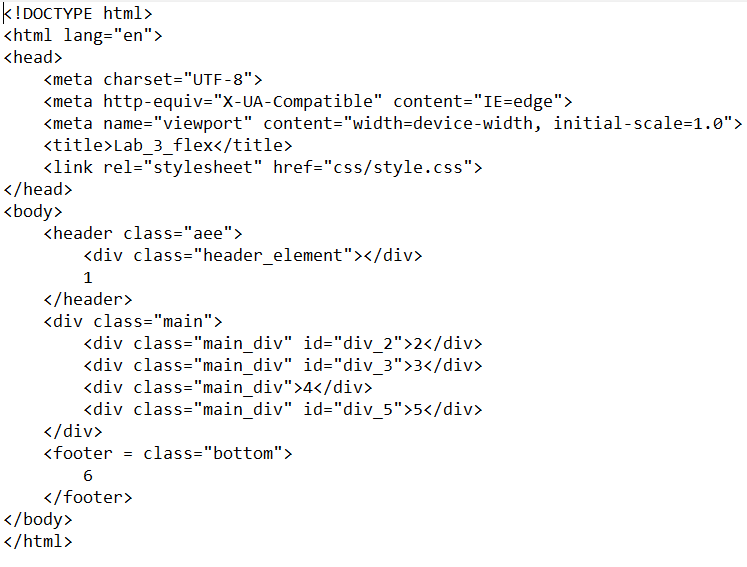 <!DOCTYPE html>
<html lang="en">
<head>
    <meta charset="UTF-8">
    <meta http-equiv="X-UA-Compatible" content="IE=edge">
    <meta name="viewport" content="width=device-width, initial-scale=1.0">
    <title>Lab_3_flex</title>
    <link rel="stylesheet" href="css/style.css">
</head>
<body>
    <header class="aee">
        <div class="header_element"></div>
        1
    </header>
    <div class="main">
        <div class="main_div" id="div_2">2</div>
        <div class="main_div" id="div_3">3</div>
        <div class="main_div">4</div>
        <div class="main_div" id="div_5">5</div>
    </div>
    <footer = class="bottom">
        6
    </footer>
</body>
</html>